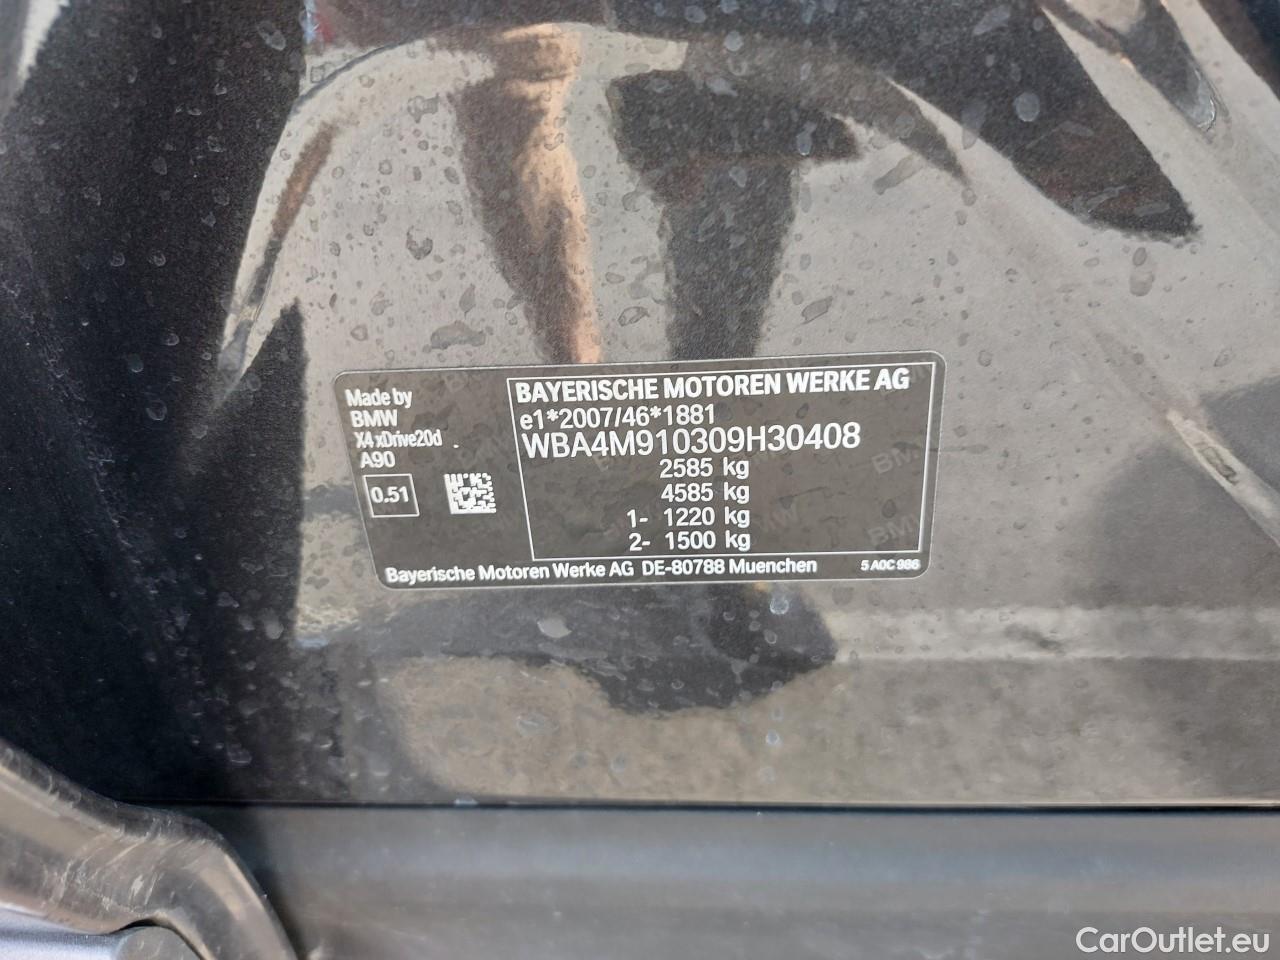 Made by
BMW
X4 xDrive20d
A90
0.51
BAYERISCHE MOTOREN WERKE AG
e1*2007/46*1881
WBA4M910309H30408
2585 kg
4585 kg
1- 1220 kg
2- 1500 kg
Bayerische Motoren Werke AG DE-80788 Muenchen
5 A0C 986
CarOutlet.eu